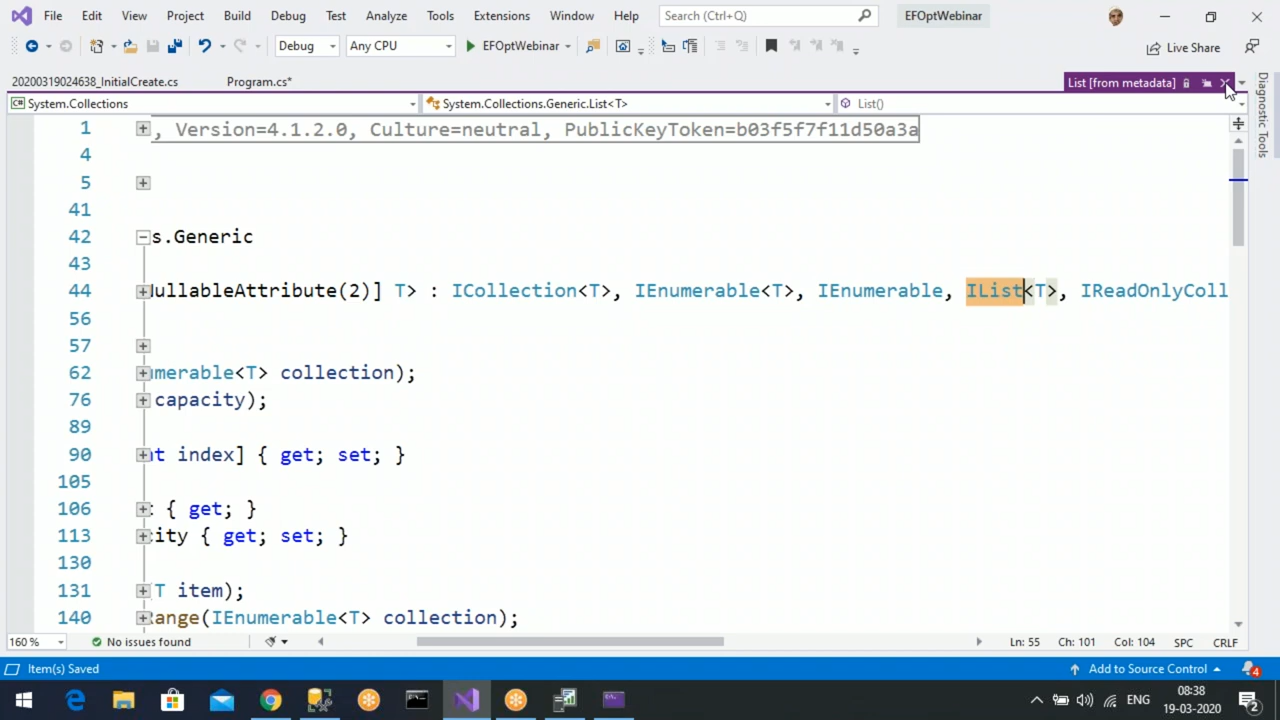 File Edit View Project Build Debug Test Analyze Tools Extensions Window Help Search (Ctrl+Q) EFOptWebinar
Debug Any CPU EFOptWebinar Live Share
20200319024638_InitialCreate.cs Program.cs* List [from metadata]
System.Collections System.Collections.Generic.List<T> List()
Diagnostic Tools
1 , Version=4.1.2.0, Culture=neutral, PublicKeyToken=b03f5f7f11d50a3a
4
5
41
42 s.Generic
43
44 ullableAttribute(2)] T> : ICollection<T>, IEnumerable<T>, IEnumerable, IList<T>, IReadOnlyColl
56
57
62 merable<T> collection);
76 capacity);
89
90 t index] { get; set; }
105
106 : { get; }
113 ity { get; set; }
130
131 T item);
140 ange(IEnumerable<T> collection);
160 % No issues found Ln: 55 Ch: 101 Col: 104 SPC CRLF
Item(s) Saved Add to Source Control 4
ENG 08:38
19-03-2020 2